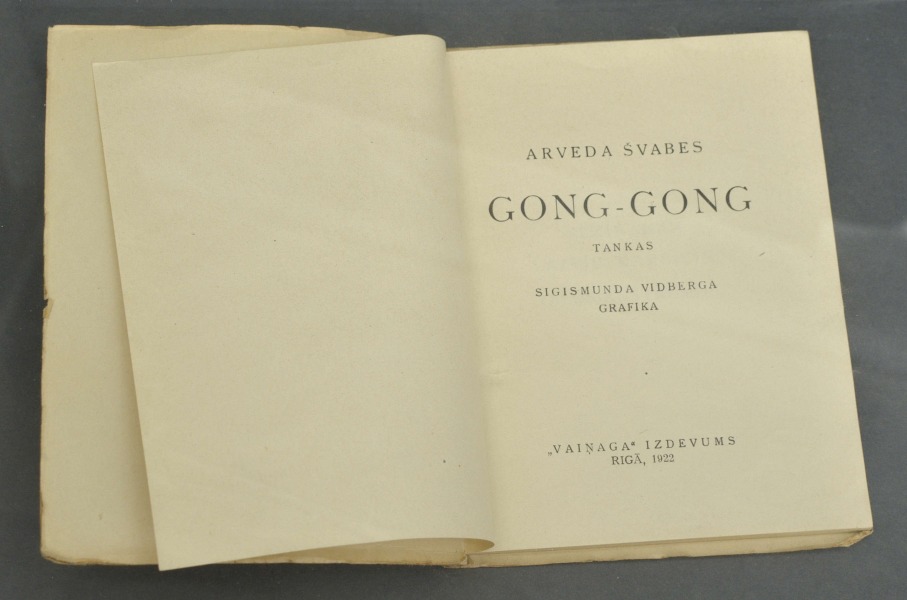 ARVEDA ŠVABES
GONG-GONG
TANKAS
SIGISMUNDA VIDBERGA
GRAFIKA
„VAIŅAGA“ IZDEVUMS
RIGĀ, 1922